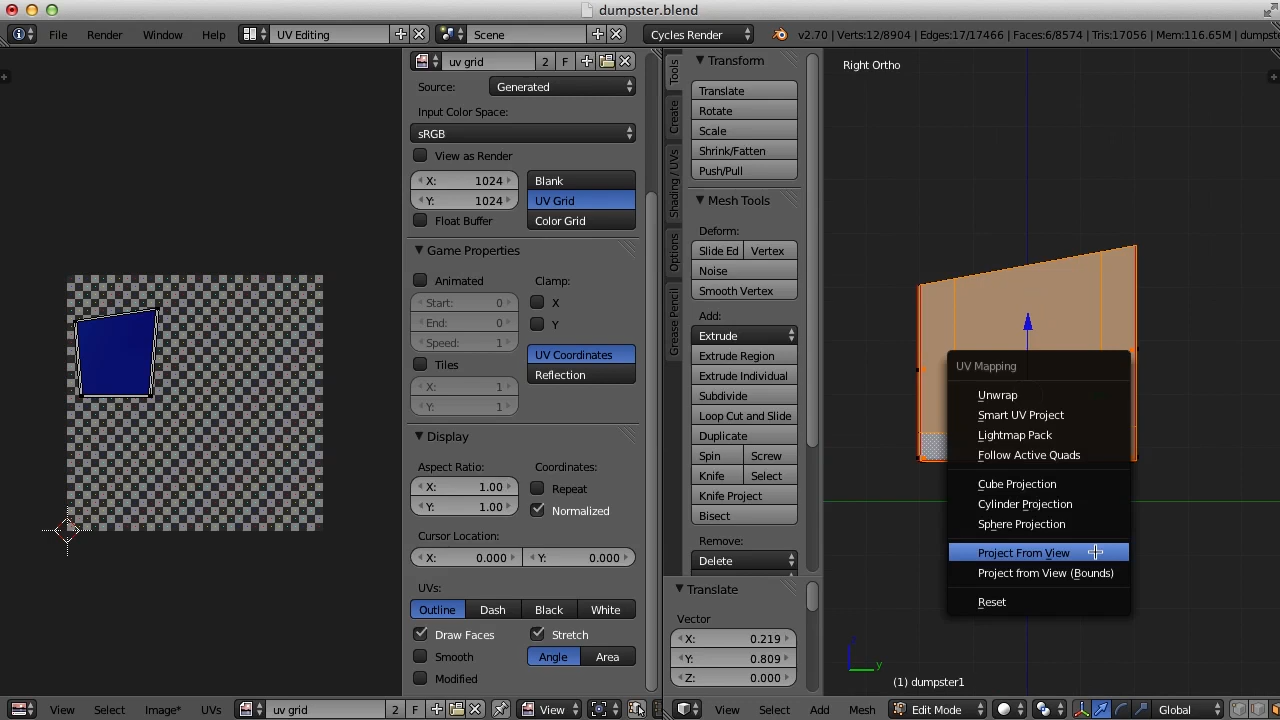 dumpster.blend
File Render Window Help UV Editing Scene Cycles Render v2.70 | Verts:12/8904 | Edges:17/17466 | Faces:6/8574 | Tris:17056 | Mem:116.65M | dumpste
uv grid 2 F
Source: Generated
Input Color Space:
sRGB
View as Render
X: 1024
Y: 1024
Blank
UV Grid
Color Grid
Float Buffer
Game Properties
Animated
Start: 0
End: 0
Speed: 1
Tiles
X: 1
Y: 1
Clamp:
X
Y
UV Coordinates
Reflection
Display
Aspect Ratio:
X: 1.00
Y: 1.00
Coordinates:
Repeat
Normalized
Cursor Location:
X: 0.000 Y: 0.000
UVs:
Outline Dash Black White
Draw Faces Stretch
Smooth Angle Area
Modified
Tools
Create
Shading / UVs
Options
Grease Pencil
Transform
Translate
Rotate
Scale
Shrink/Fatten
Push/Pull
Mesh Tools
Deform:
Slide Ed Vertex
Noise
Smooth Vertex
Add:
Extrude
Extrude Region
Extrude Individual
Subdivide
Loop Cut and Slide
Duplicate
Spin Screw
Knife Select
Knife Project
Bisect
Remove:
Delete
Translate
Vector
X: 0.219
Y: 0.809
Z: 0.000
Right Ortho
UV Mapping
Unwrap
Smart UV Project
Lightmap Pack
Follow Active Quads
Cube Projection
Cylinder Projection
Sphere Projection
Project From View
Project from View (Bounds)
Reset
y
(1) dumpster1
View Select Image* UVs uv grid 2 F View
View Select Add Mesh Edit Mode